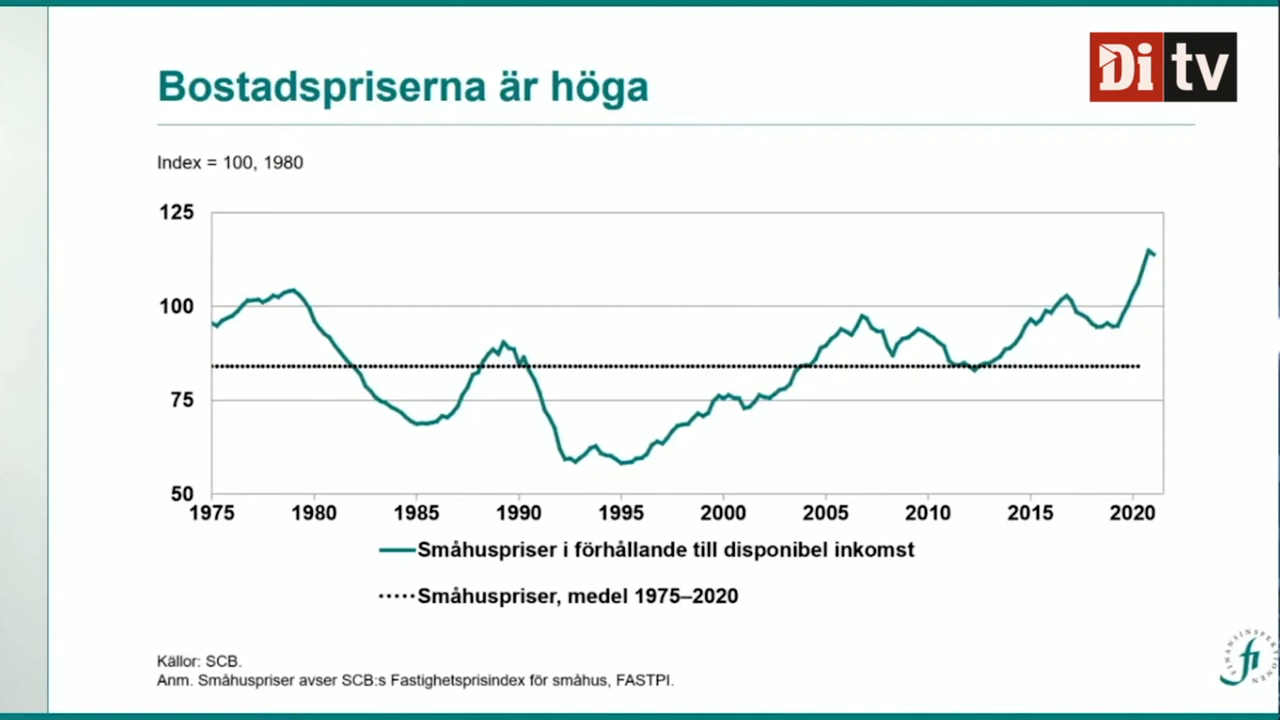 Di tv
Bostadspriserna är höga
Index = 100, 1980
125
100
75
50
1975 1980 1985 1990 1995 2000 2005 2010 2015 2020
Småhuspriser i förhållande till disponibel inkomst
Småhuspriser, medel 1975–2020
Källor: SCB.
Anm. Småhuspriser avser SCB:s Fastighetsprisindex för småhus, FASTPI.
fi
FINANSINSPEKTIONEN